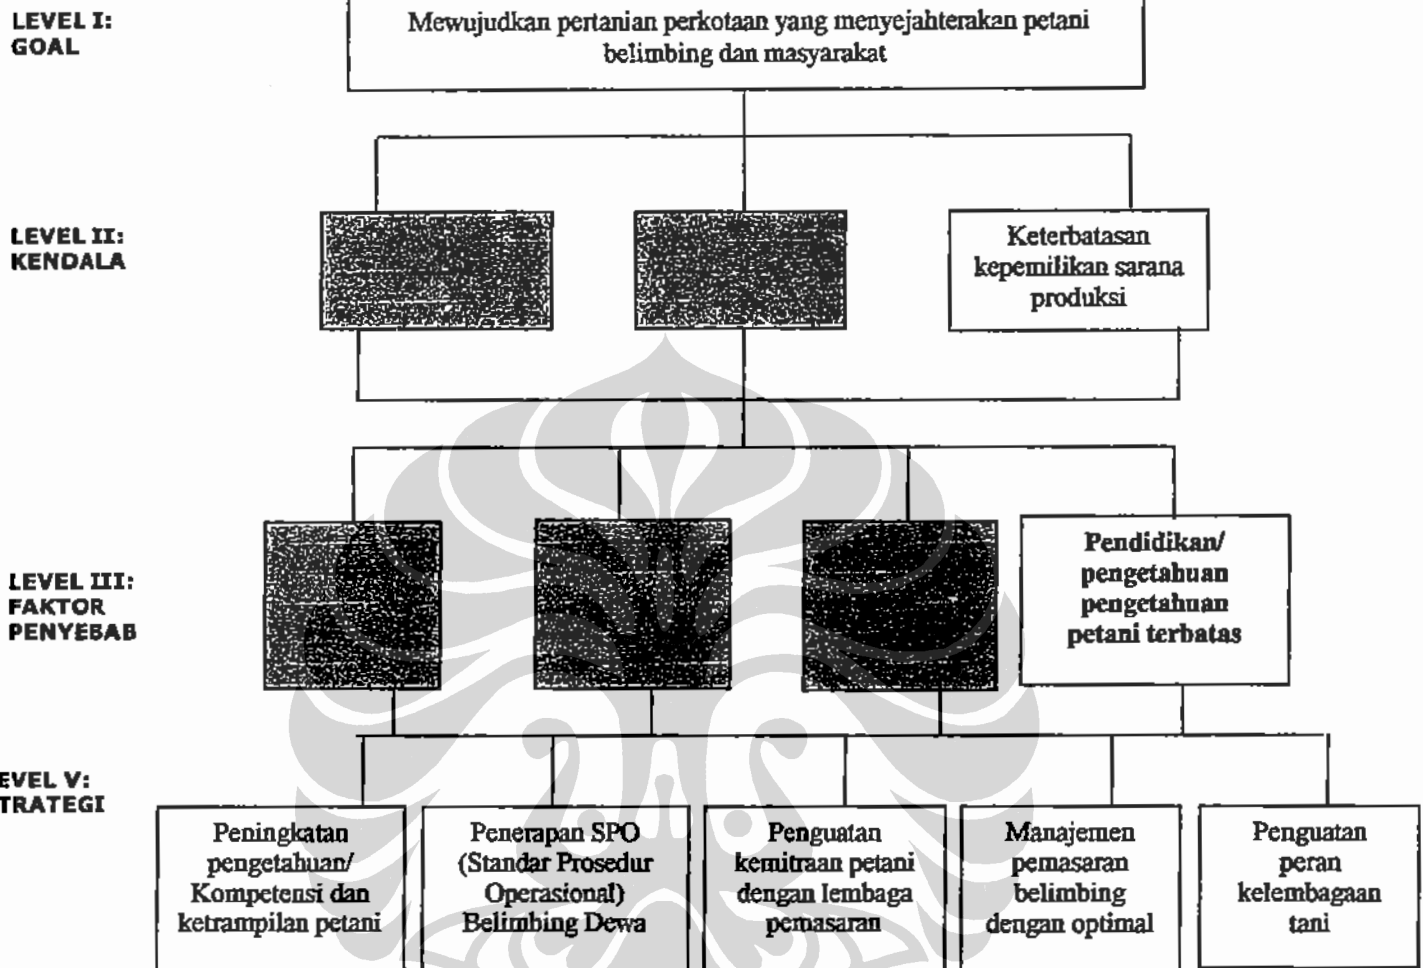 LEVEL I:
GOAL
Mewujudkan pertanian perkotaan yang menyejahterakan petani
belimbing dan masyarakat
LEVEL II:
KENDALA
Keterbatasan
kepemilikan sarana
produksi
LEVEL III:
FAKTOR
PENYEBAB
Pendidikan/
pengetahuan
pengetahuan
petani terbatas
EVEL V:
TRATEGI
Peningkatan
pengetahuan/
Kompetensi dan
ketrampilan petani
Penerapan SPO
(Standar Prosedur
Operasional)
Belimbing Dewa
Penguatan
kemitraan petani
dengan lembaga
pemasaran
Manajemen
pemasaran
belimbing
dengan optimal
Penguatan
peran
kelembagaan
tani